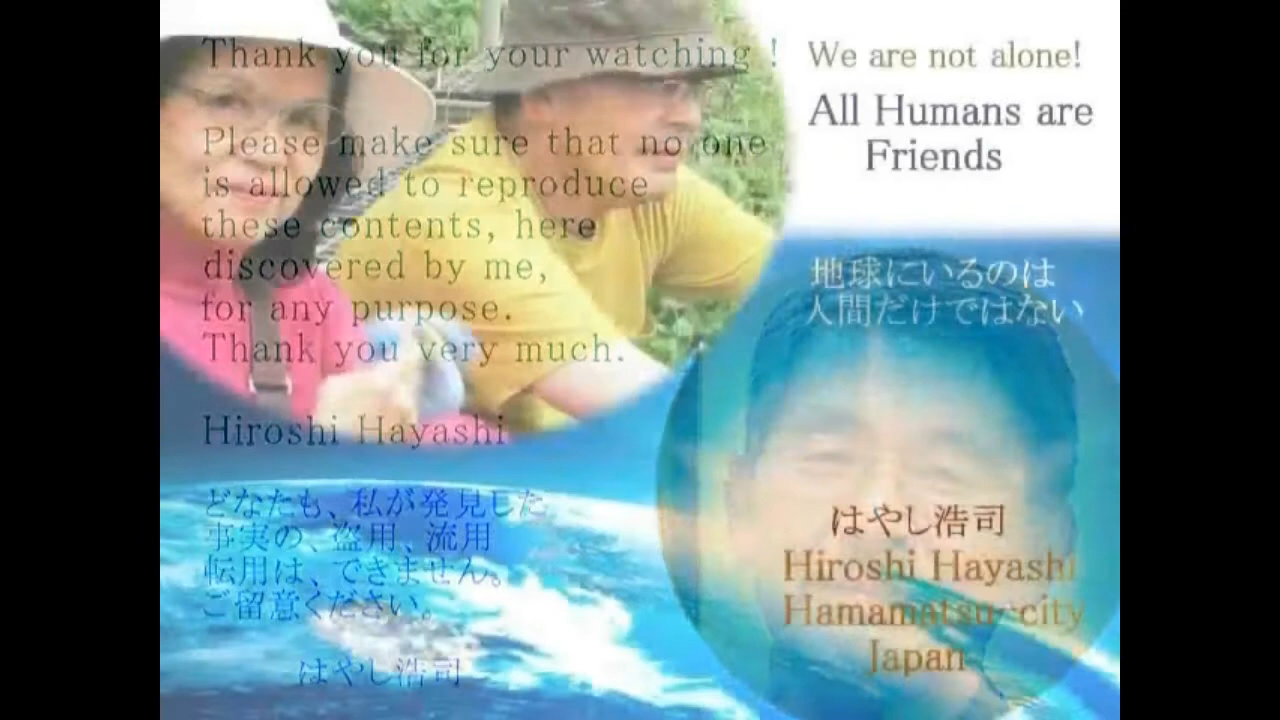 Thank you for your watching !
Please make sure that no one
is allowed to reproduce
these contents, here
discovered by me,
for any purpose.
Thank you very much.
Hiroshi Hayashi
どなたも、私が発見した
事実の、盗用、流用
転用は、できません。
ご留意ください。
はやし浩司
We are not alone!
All Humans are
Friends
地球にいるのは
人間だけではない
はやし浩司
Hiroshi Hayashi
Hamamatsu-city
Japan